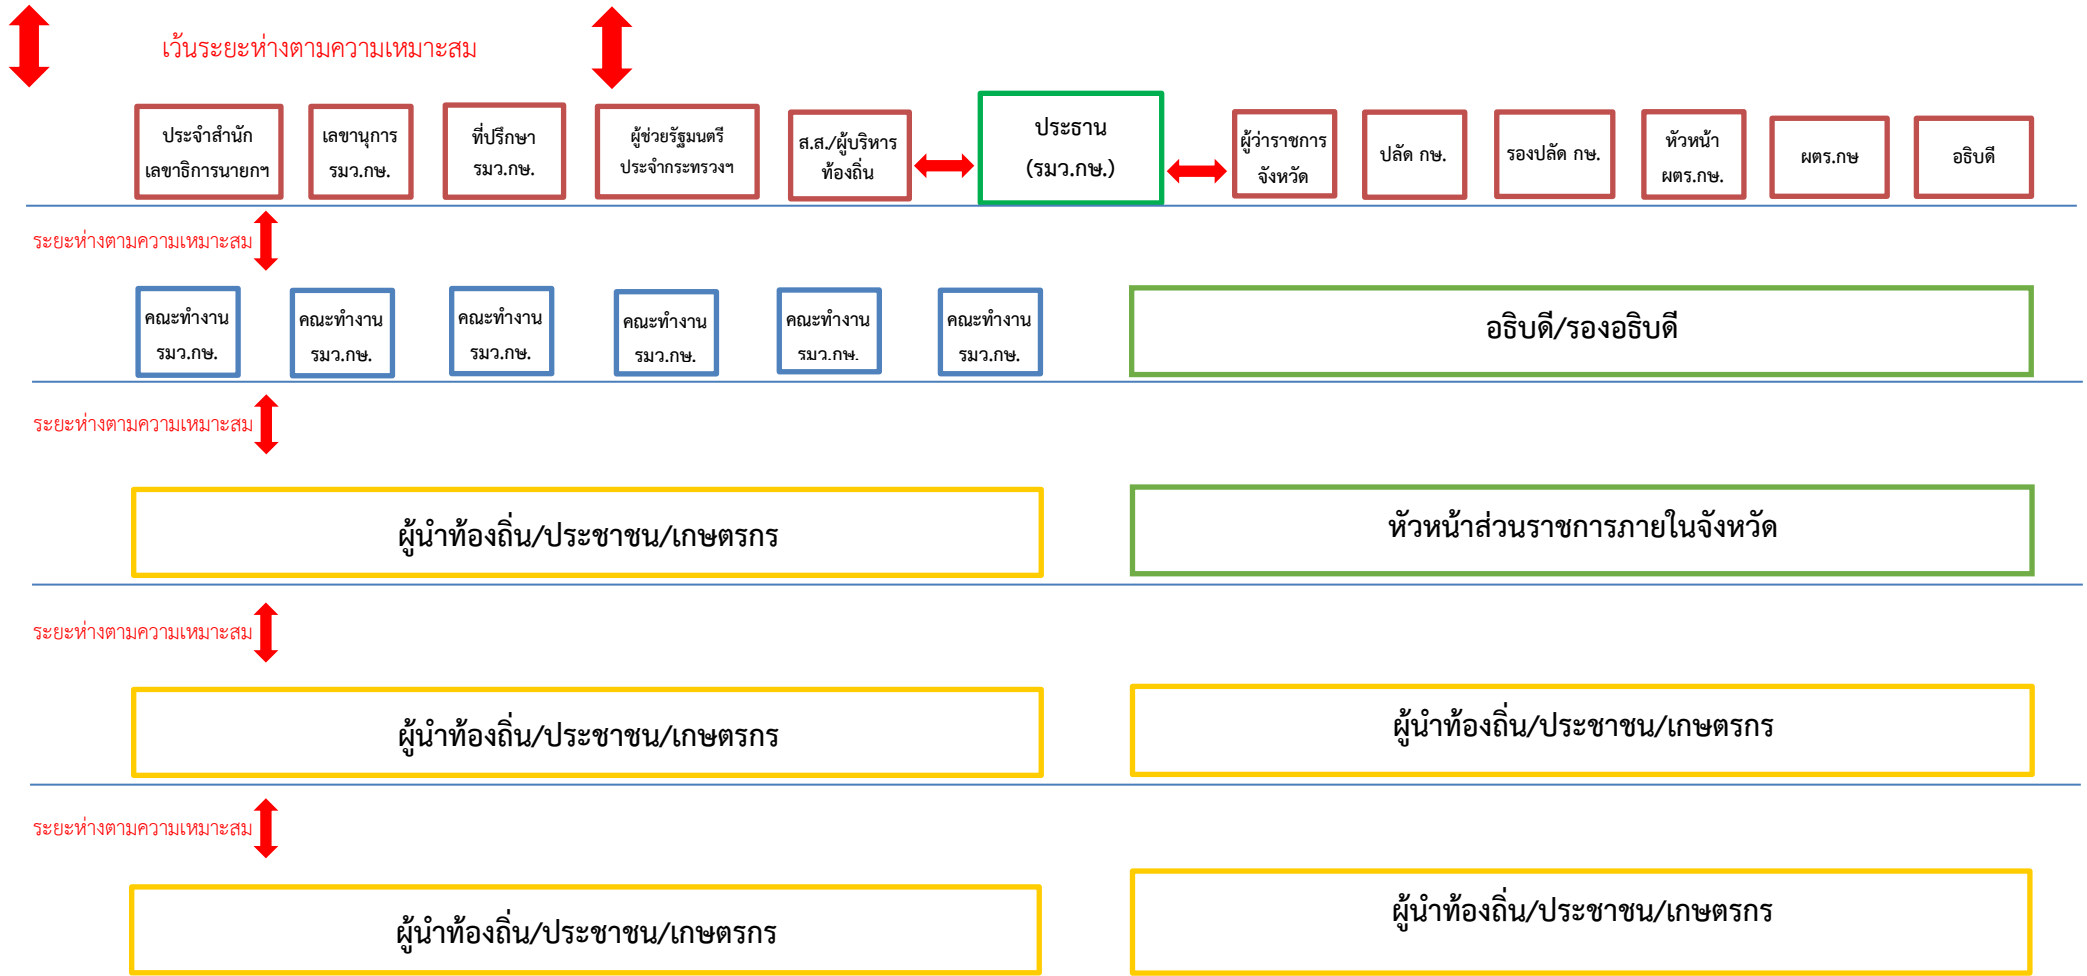 เว้นระยะห่างตามความเหมาะสม
ประจำสำนัก
เลขาธิการนายกฯ
เลขานุการ
รมว.กษ.
ที่ปรึกษา
รมว.กษ.
ผู้ช่วยรัฐมนตรี
ประจำกระทรวงฯ
ส.ส./ผู้บริหาร
ท้องถิ่น
ประธาน
(รมว.กษ.)
ผู้ว่าราชการ
จังหวัด
ปลัด กษ.
รองปลัด กษ.
หัวหน้า
ผตร.กษ.
ผตร.กษ
อธิบดี
ระยะห่างตามความเหมาะสม
คณะทำงาน
รมว.กษ.
คณะทำงาน
รมว.กษ.
คณะทำงาน
รมว.กษ.
คณะทำงาน
รมว.กษ.
คณะทำงาน
รมว.กษ.
คณะทำงาน
รมว.กษ.
อธิบดี/รองอธิบดี
ระยะห่างตามความเหมาะสม
ผู้นำท้องถิ่น/ประชาชน/เกษตรกร
หัวหน้าส่วนราชการภายในจังหวัด
ระยะห่างตามความเหมาะสม
ผู้นำท้องถิ่น/ประชาชน/เกษตรกร
ผู้นำท้องถิ่น/ประชาชน/เกษตรกร
ระยะห่างตามความเหมาะสม
ผู้นำท้องถิ่น/ประชาชน/เกษตรกร
ผู้นำท้องถิ่น/ประชาชน/เกษตรกร